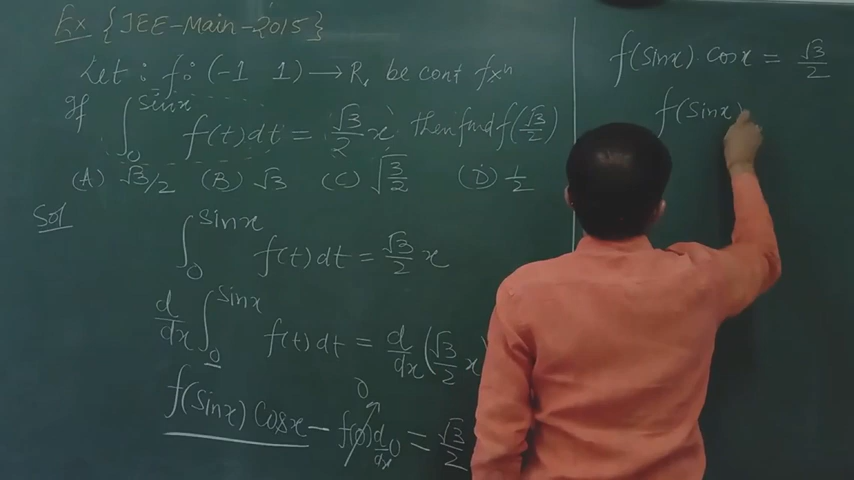 Ex {JEE-Main-2015}
Let : f: (-1 1) → R, be cont fxⁿ
If ∫₀^{sinx} f(t)dt = √3/2 x then find f(√3/2)
(A) √3/2 (B) √3 (C) √(3/2) (D) 1/2
Sol
∫₀^{sinx} f(t)dt = √3/2 x
d/dx ∫₀^{sinx} f(t)dt = d/dx (√3/2 x
f(sinx) cosx - f(0) d/dx 0 = √3/2
0
f(sinx)·cosx = √3/2
f(sinx)